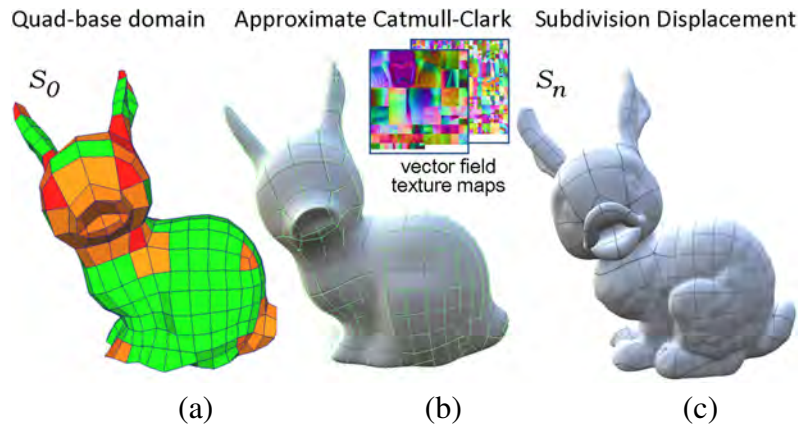 Quad-base domain
Approximate Catmull-Clark
Subdivision Displacement
S0
Sn
vector field
texture maps
(a)
(b)
(c)